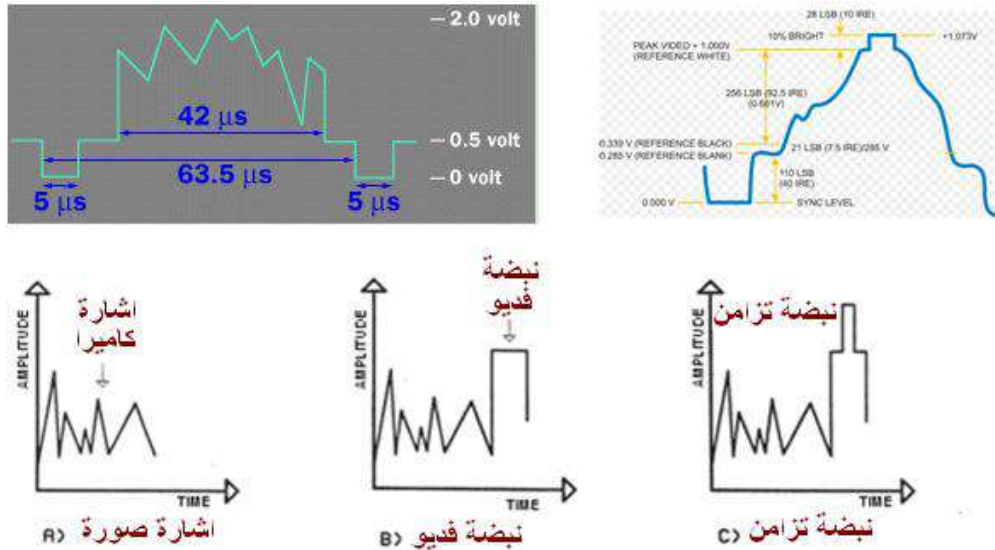 2.0 volt
42 µs
0.5 volt
63.5 µs
0 volt
5 µs
5 µs
28 LSB (10 IRE)
10% BRIGHT
+1.073V
PEAK VIDEO + 1.000V
(REFERENCE WHITE)
256 LSB (92.5 IRE)
(0.661V)
0.339 V (REFERENCE BLACK)
0.285 V (REFERENCE BLANK)
21 LSB (7.5 IRE)/285 V
110 LSB
(40 IRE)
0.000 V
SYNC LEVEL
AMPLITUDE
اشارة
كاميرا
TIME
A) اشارة صورة
AMPLITUDE
نبضة
فديو
TIME
B) نبضة فديو
AMPLITUDE
نبضة تزامن
TIME
C) نبضة تزامن